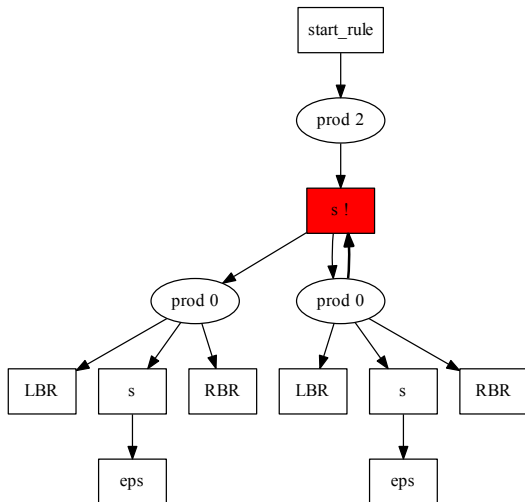 start_rule
prod 2
s !
prod 0
prod 0
LBR
s
RBR
LBR
s
RBR
eps
eps